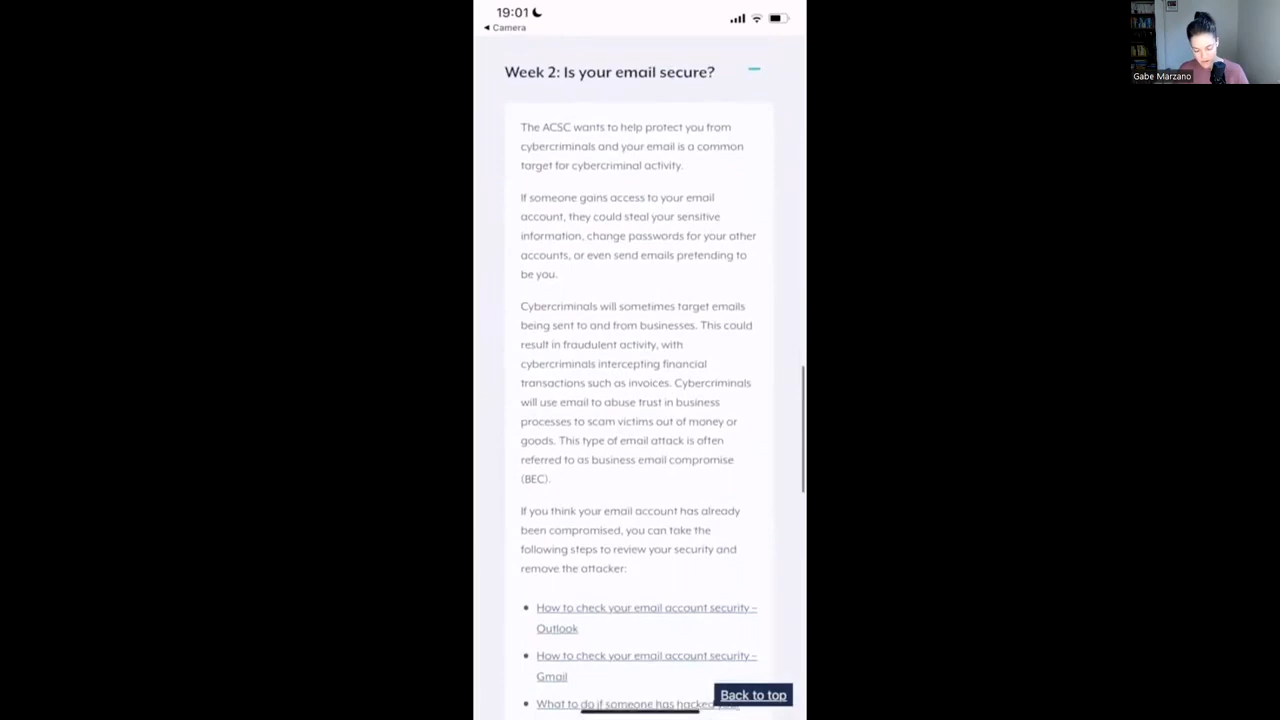 19:01
Camera
Gabe Marzano
Week 2: Is your email secure?
The ACSC wants to help protect you from
cybercriminals and your email is a common
target for cybercriminal activity.
If someone gains access to your email
account, they could steal your sensitive
information, change passwords for your other
accounts, or even send emails pretending to
be you.
Cybercriminals will sometimes target emails
being sent to and from businesses. This could
result in fraudulent activity, with
cybercriminals intercepting financial
transactions such as invoices. Cybercriminals
will use email to abuse trust in business
processes to scam victims out of money or
goods. This type of email attack is often
referred to as business email compromise
(BEC).
If you think your email account has already
been compromised, you can take the
following steps to review your security and
remove the attacker:
How to check your email account security –
Outlook
How to check your email account security –
Gmail
What to do if someone has hacked
Back to top